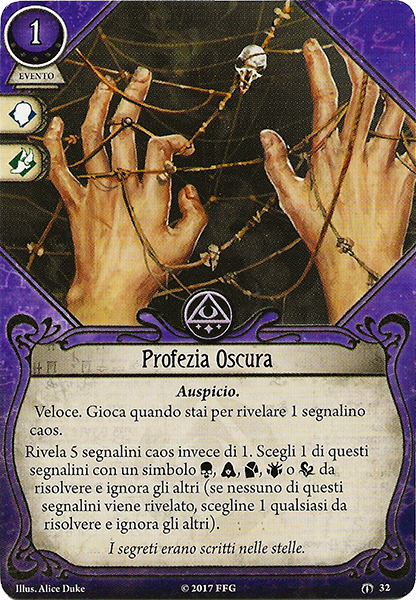 1
EVENTO
Profezia Oscura
Auspicio.
Veloce. Gioca quando stai per rivelare 1 segnalino
caos.
Rivela 5 segnalini caos invece di 1. Scegli 1 di questi
segnalini con un simbolo , , , o da
risolvere e ignora gli altri (se nessuno di questi
segnalini viene rivelato, scegline 1 qualsiasi da
risolvere e ignora gli altri).
I segreti erano scritti nelle stelle.
Illus. Alice Duke © 2017 FFG 32